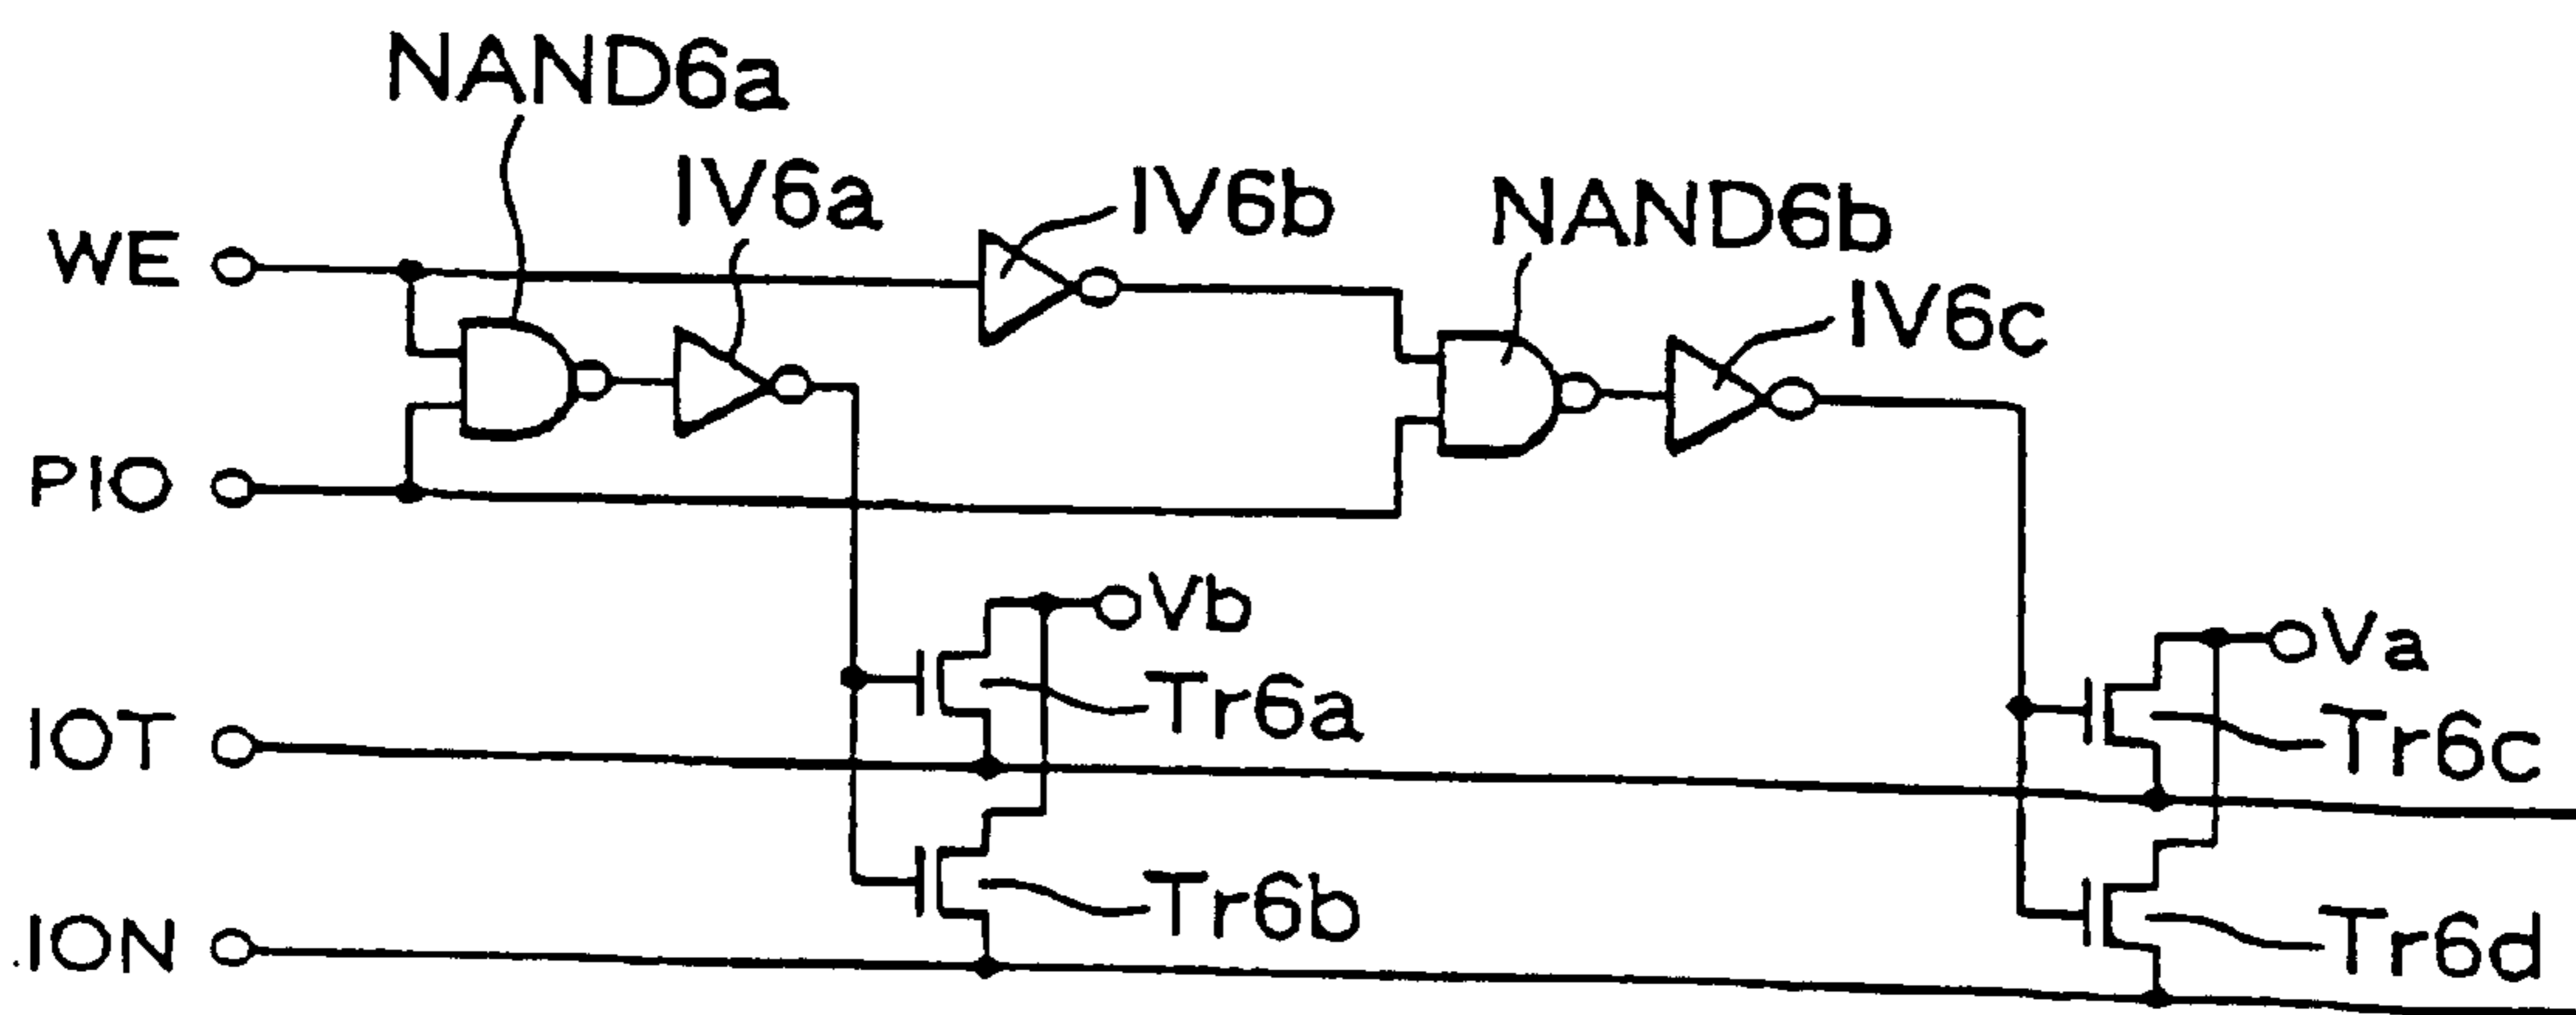 NAND6a
IV6a
IV6b
NAND6b
IV6c
WE
PIO
Vb
Va
Tr6a
Tr6c
IOT
Tr6b
Tr6d
ION